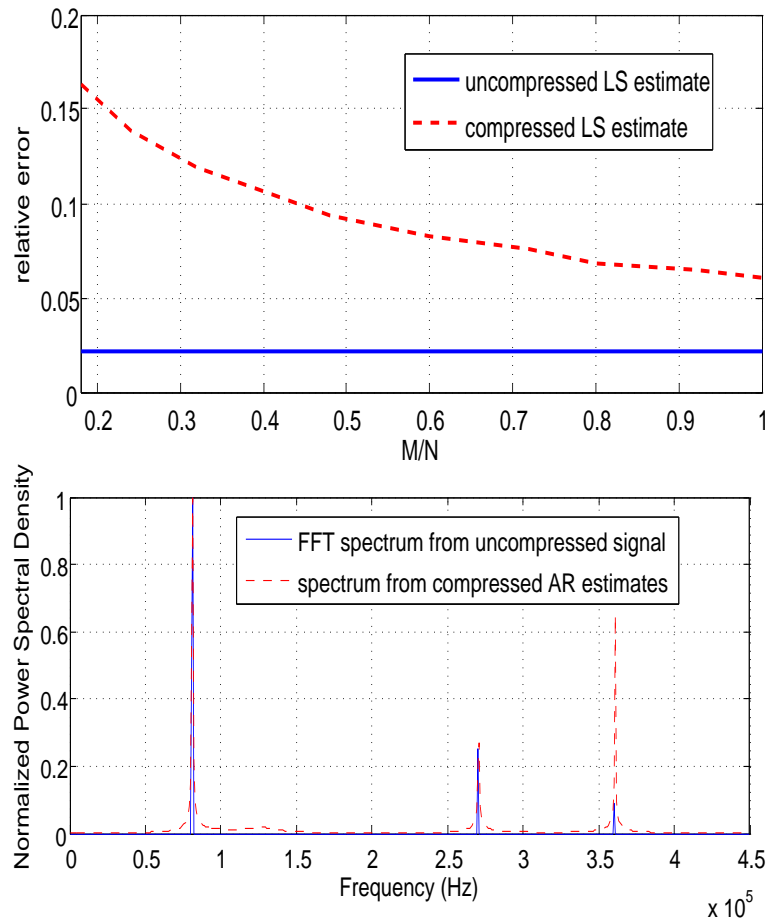 0.2
0.15
0.1
0.05
0
relative error
uncompressed LS estimate
compressed LS estimate
0.2 0.3 0.4 0.5 0.6 0.7 0.8 0.9 1
M/N
Normalized Power Spectral Density
1
0.8
0.6
0.4
0.2
0
FFT spectrum from uncompressed signal
spectrum from compressed AR estimates
0 0.5 1 1.5 2 2.5 3 3.5 4 4.5
Frequency (Hz)
x 10^5